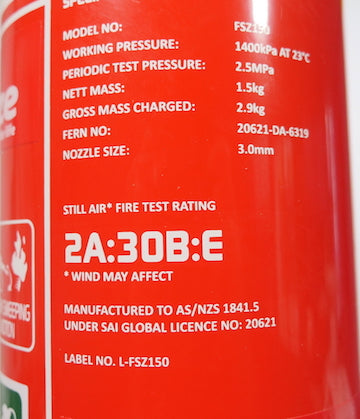 MODEL NO: FSZ150
WORKING PRESSURE: 1400kPa AT 23°C
PERIODIC TEST PRESSURE: 2.5MPa
NETT MASS: 1.5kg
GROSS MASS CHARGED: 2.9kg
FERN NO: 20621-DA-6319
NOZZLE SIZE: 3.0mm
STILL AIR* FIRE TEST RATING
2A:30B:E
* WIND MAY AFFECT
MANUFACTURED TO AS/NZS 1841.5
UNDER SAI GLOBAL LICENCE NO: 20621
LABEL NO. L-FSZ150